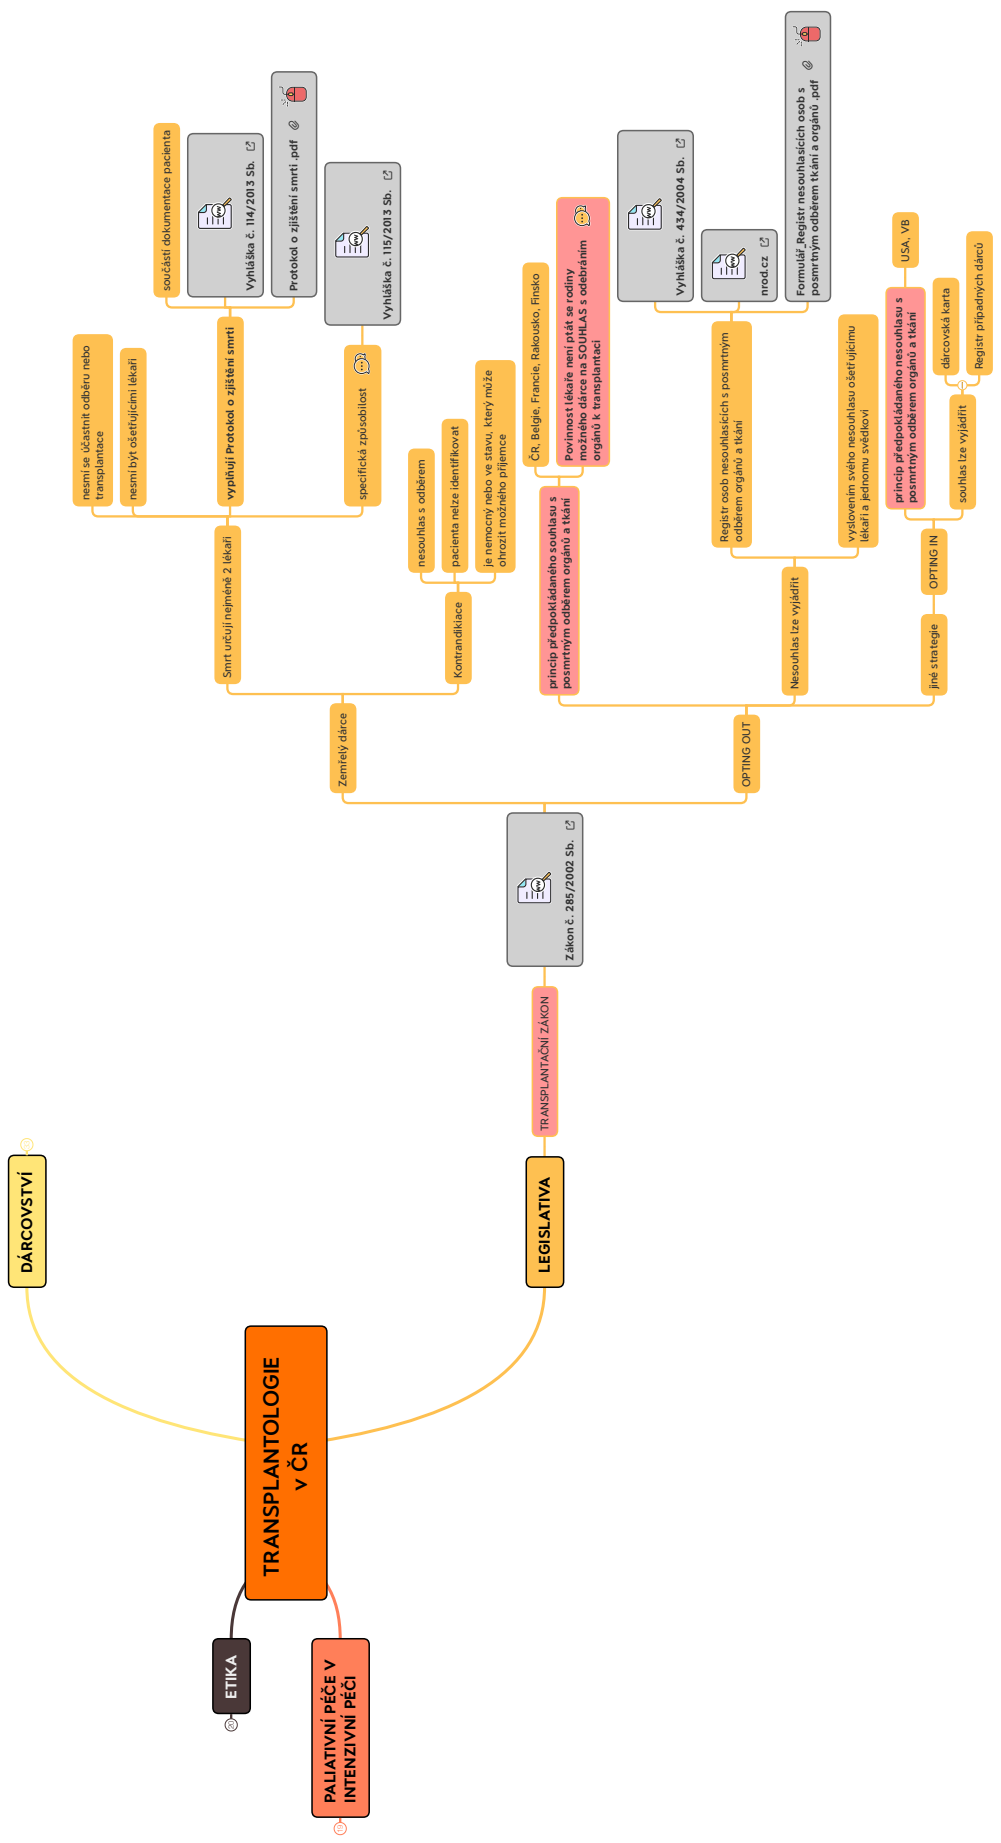 TRANSPLANTOLOGIE
v ČR
DÁRCOVSTVÍ
LEGISLATIVA
TRANSPLANTAČNÍ ZÁKON
Zákon č. 285/2002 Sb.
Zemřelý dárce
Smrt určují nejméně 2 lékaři
nesmí se účastnit odběru nebo
transplantace
nesmí být ošetřujícími lékaři
vyplňují Protokol o zjištění smrti
součástí dokumentace pacienta
Vyhláška č. 114/2013 Sb.
Protokol o zjištění smrti .pdf
specifická způsobilost
Vyhláška č. 115/2013 Sb.
Kontrandikiace
nesouhlas s odběrem
pacienta nelze identifikovat
je nemocný nebo ve stavu, který může
ohrozit možného příjemce
OPTING OUT
princip předpokládaného souhlasu s
posmrtným odběrem orgánů a tkání
ČR, Belgie, Francie, Rakousko, Finsko
Povinnost lékaře není ptát se rodiny
možného dárce na SOUHLAS s odebráním
orgánů k transplantaci
Nesouhlas lze vyjádřit
Registr osob nesouhlasících s posmrtným
odběrem orgánů a tkání
Vyhláška č. 434/2004 Sb.
nrod.cz
Formulář_Registr nesouhlasících osob s
posmrtným odběrem tkání a orgánů .pdf
vyslovením svého nesouhlasu ošetřujícímu
lékaři a jednomu svědkovi
jiné strategie
OPTING IN
princip předpokládaného nesouhlasu s
posmrtným odběrem orgánů a tkání
USA, VB
souhlas lze vyjádřit
dárcovská karta
Registr případných dárců
ETIKA
20
PALIATIVNÍ PÉČE V
INTENZIVNÍ PÉČI